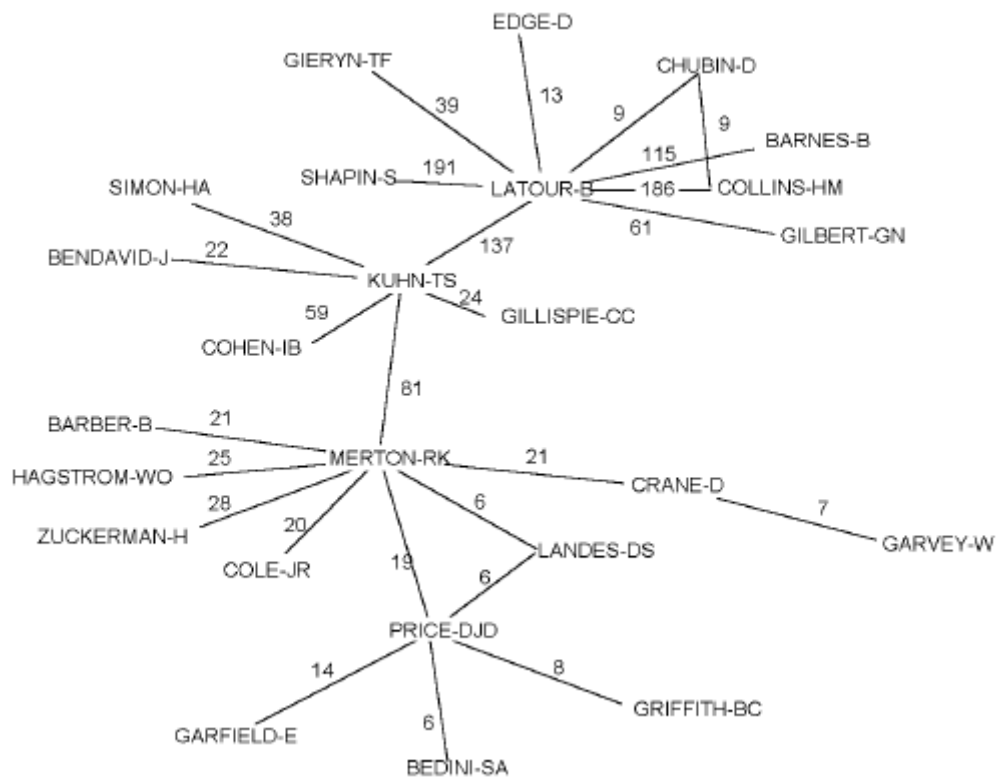 EDGE-D
GIERYN-TF
CHUBIN-D
39
13
9
9
BARNES-B
115
SHAPIN-S
191
LATOUR-B
186
COLLINS-HM
SIMON-HA
38
61
GILBERT-GN
137
BENDAVID-J
22
KUHN-TS
24
59
GILLISPIE-CC
COHEN-IB
81
BARBER-B
21
MERTON-RK
21
HAGSTROM-WO
25
CRANE-D
28
6
7
ZUCKERMAN-H
20
GARVEY-W
LANDES-DS
COLE-JR
19
6
PRICE-DJD
14
8
GRIFFITH-BC
6
GARFIELD-E
BEDINI-SA